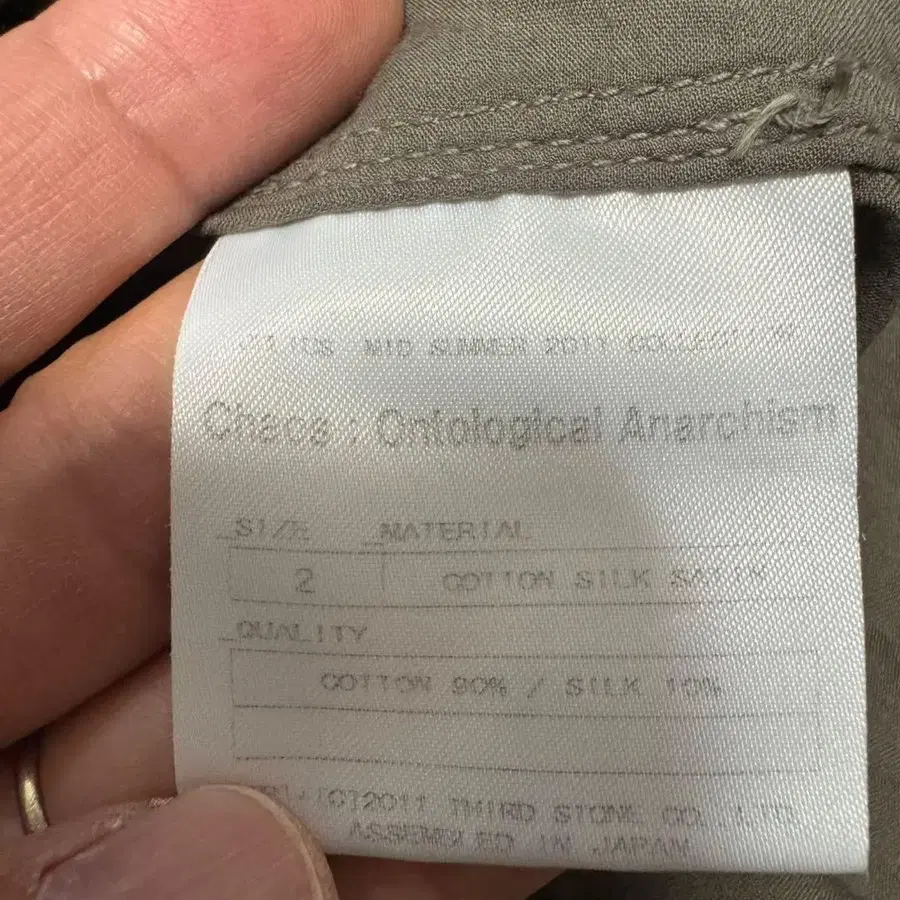 MID SUMMER 2011 COLLECTION
Chaos : Ontological Anarchism
_SIZE _MATERIAL
2 COTTON SILK SATIN
_QUALITY
COTTON 90% / SILK 10%
(C)2011 THIRD STONE CO.,LTD.
ASSEMBLED IN JAPAN